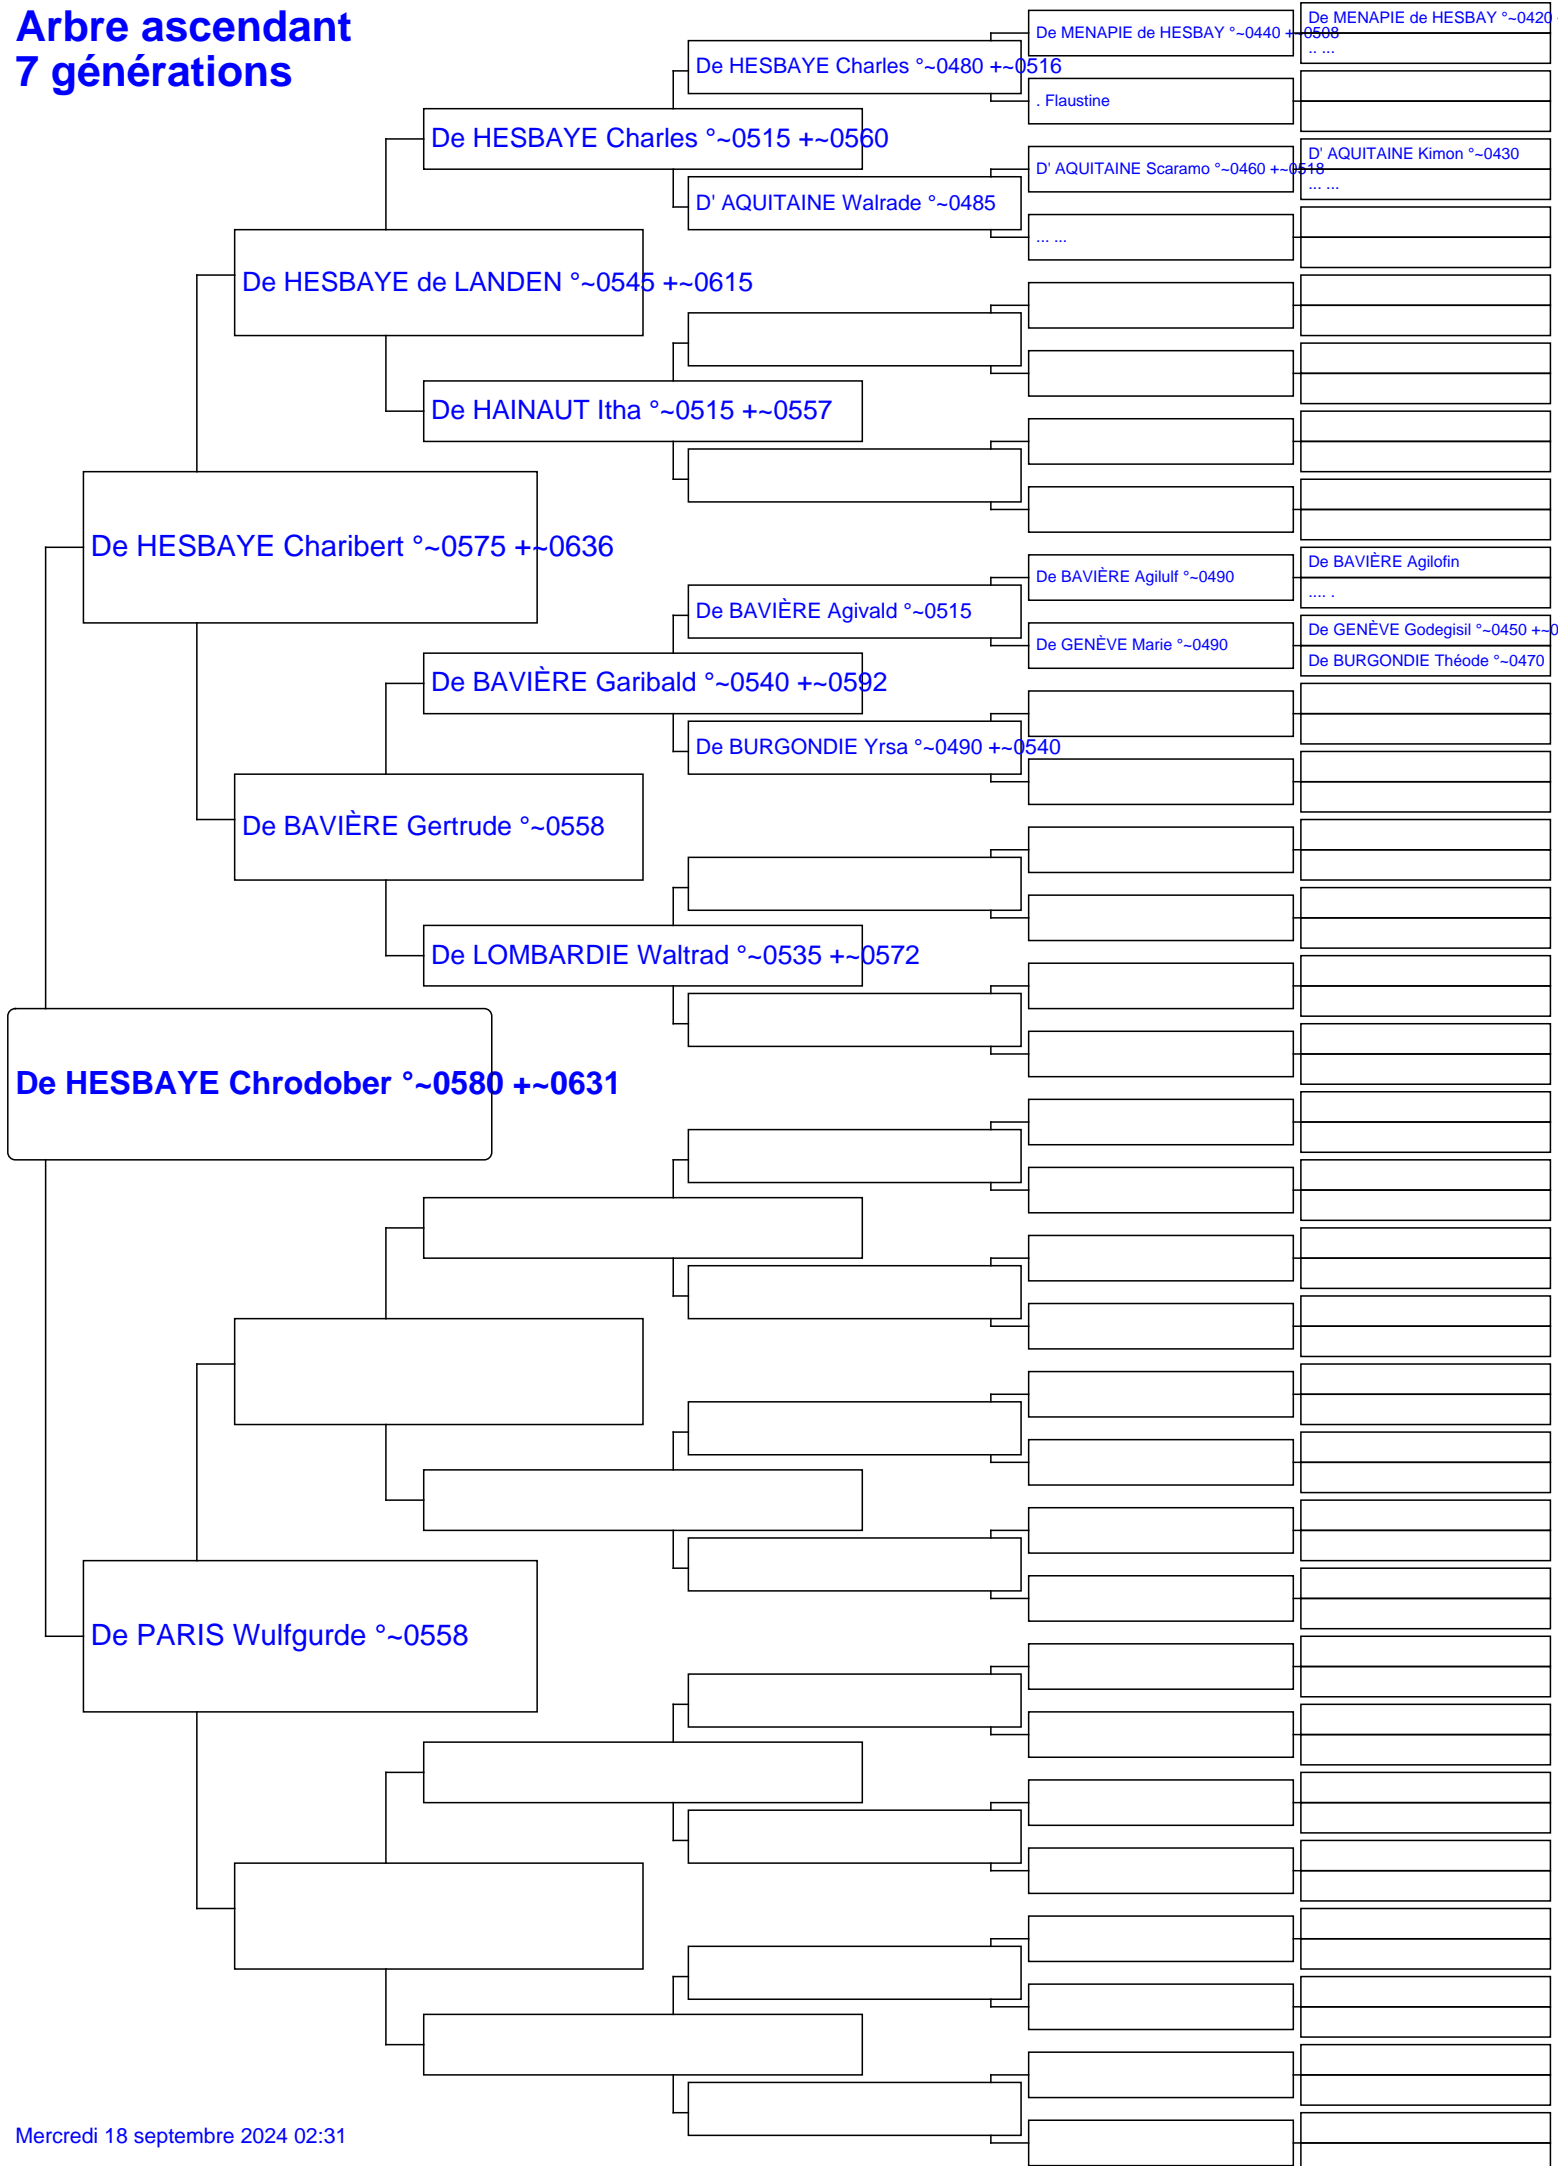 Arbre ascendant
7 générations
De MENAPIE de HESBAY °~0420
De MENAPIE de HESBAY °~0440 +~0508
.. ...
De HESBAYE Charles °~0480 +~0516
. Flaustine
De HESBAYE Charles °~0515 +~0560
D' AQUITAINE Kimon °~0430
D' AQUITAINE Scaramo °~0460 +~0518
... ...
D' AQUITAINE Walrade °~0485
... ...
De HESBAYE de LANDEN °~0545 +~0615
De HAINAUT Itha °~0515 +~0557
De HESBAYE Charibert °~0575 +~0636
De BAVIÈRE Agilofin
De BAVIÈRE Agilulf °~0490
.... .
De BAVIÈRE Agivald °~0515
De GENÈVE Godegisil °~0450 +~0
De GENÈVE Marie °~0490
De BURGONDIE Théode °~0470
De BAVIÈRE Garibald °~0540 +~0592
De BURGONDIE Yrsa °~0490 +~0540
De BAVIÈRE Gertrude °~0558
De LOMBARDIE Waltrad °~0535 +~0572
De HESBAYE Chrodober °~0580 +~0631
De PARIS Wulfgurde °~0558
Mercredi 18 septembre 2024 02:31